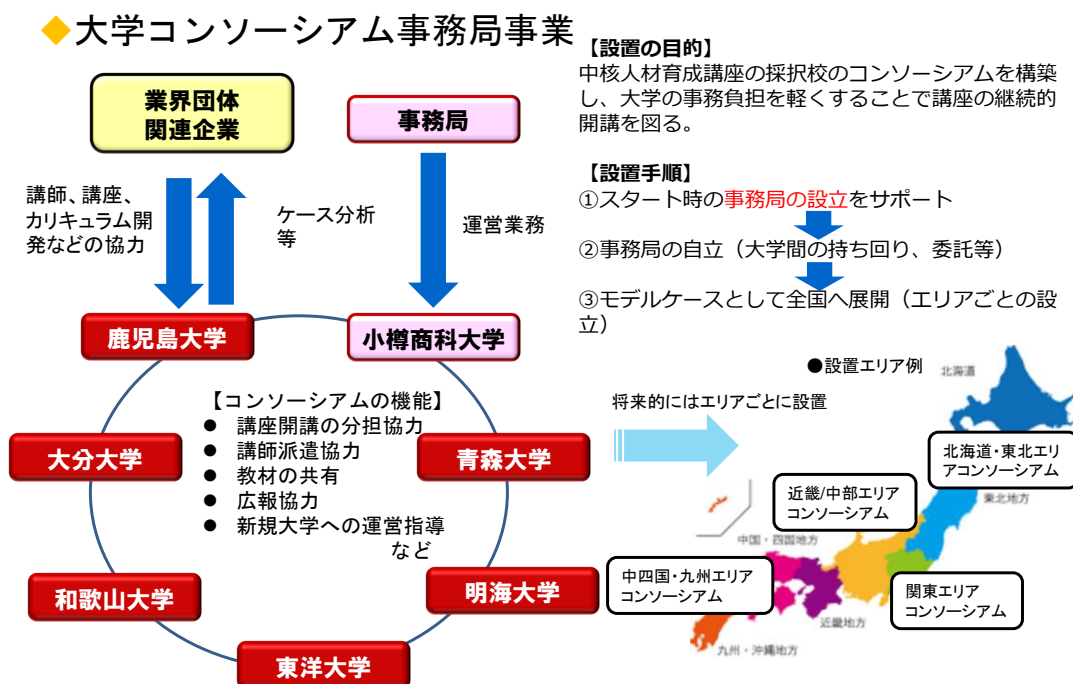 ◆大学コンソーシアム事務局事業
業界団体
関連企業
事務局
講師、講座、
カリキュラム開
発などの協力
ケース分析
等
運営業務
鹿児島大学
小樽商科大学
大分大学
青森大学
和歌山大学
明海大学
東洋大学
【コンソーシアムの機能】
● 講座開講の分担協力
● 講師派遣協力
● 教材の共有
● 広報協力
● 新規大学への運営指導
など
【設置の目的】
中核人材育成講座の採択校のコンソーシアムを構築
し、大学の事務負担を軽くすることで講座の継続的
開講を図る。
【設置手順】
①スタート時の事務局の設立をサポート
②事務局の自立（大学間の持ち回り、委託等）
③モデルケースとして全国へ展開（エリアごとの設
立）
●設置エリア例
将来的にはエリアごとに設置
北海道
北海道・東北エリ
アコンソーシアム
東北地方
近畿/中部エリア
コンソーシアム
中国・四国地方
中四国・九州エリア
コンソーシアム
関東エリア
コンソーシアム
近畿地方
九州・沖縄地方